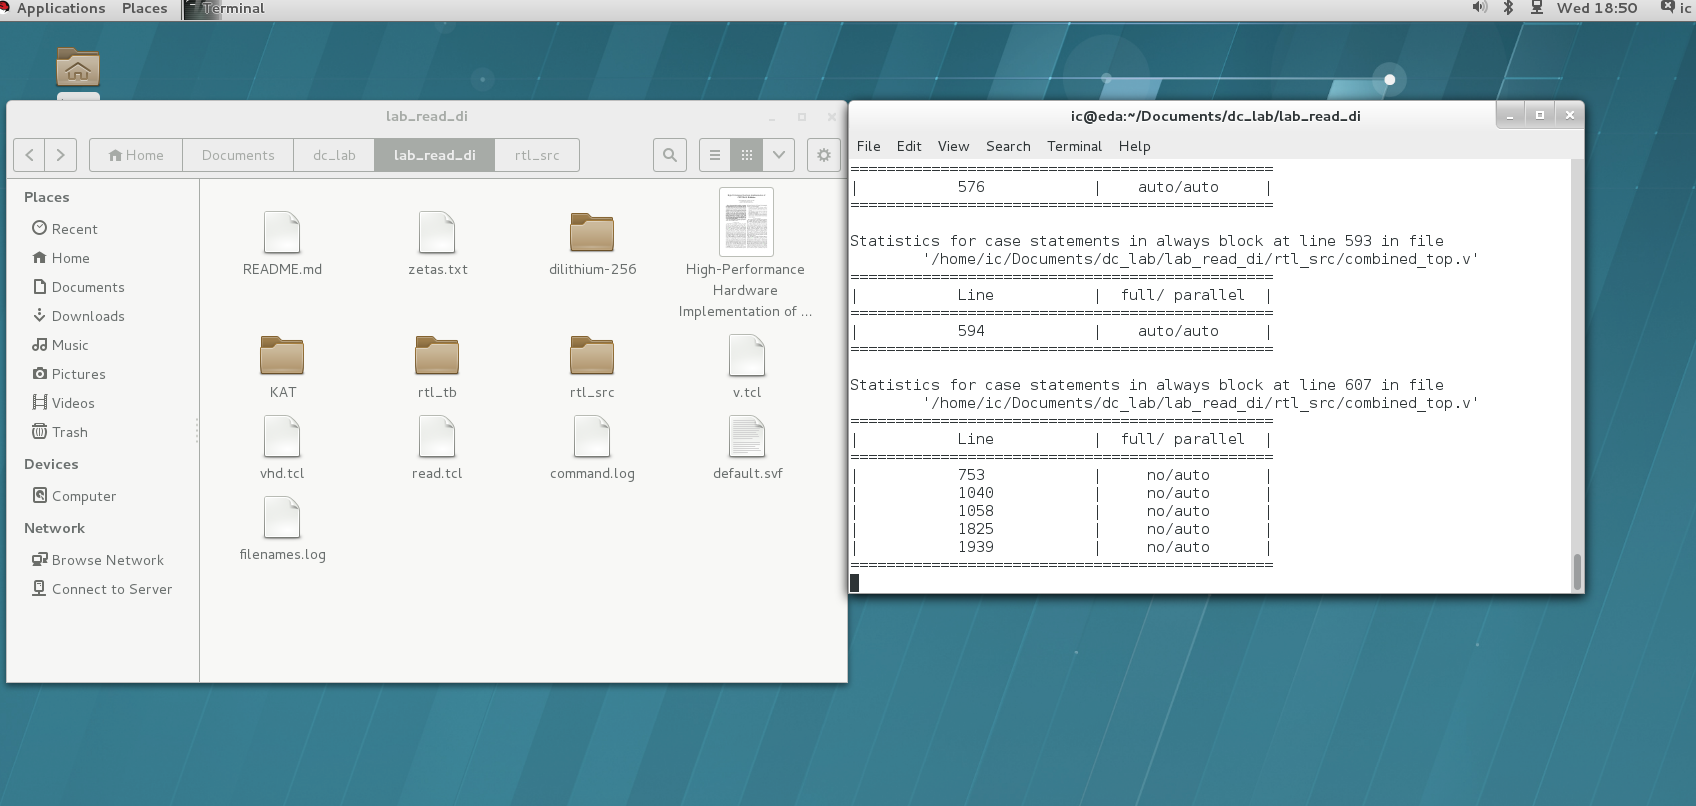 Applications Places Terminal Wed 18:50 ic
lab_read_di
Home Documents dc_lab lab_read_di rtl_src
Places
Recent
Home
Documents
Downloads
Music
Pictures
Videos
Trash
Devices
Computer
Network
Browse Network
Connect to Server
README.md
zetas.txt
dilithium-256
High-Performance
Hardware
Implementation of ...
KAT
rtl_tb
rtl_src
v.tcl
vhd.tcl
read.tcl
command.log
default.svf
filenames.log
ic@eda:~/Documents/dc_lab/lab_read_di
File Edit View Search Terminal Help
===============================================
| 576 | auto/auto |
===============================================
Statistics for case statements in always block at line 593 in file
'/home/ic/Documents/dc_lab/lab_read_di/rtl_src/combined_top.v'
===============================================
| Line | full/ parallel |
===============================================
| 594 | auto/auto |
===============================================
Statistics for case statements in always block at line 607 in file
'/home/ic/Documents/dc_lab/lab_read_di/rtl_src/combined_top.v'
===============================================
| Line | full/ parallel |
===============================================
| 753 | no/auto |
| 1040 | no/auto |
| 1058 | no/auto |
| 1825 | no/auto |
| 1939 | no/auto |
===============================================